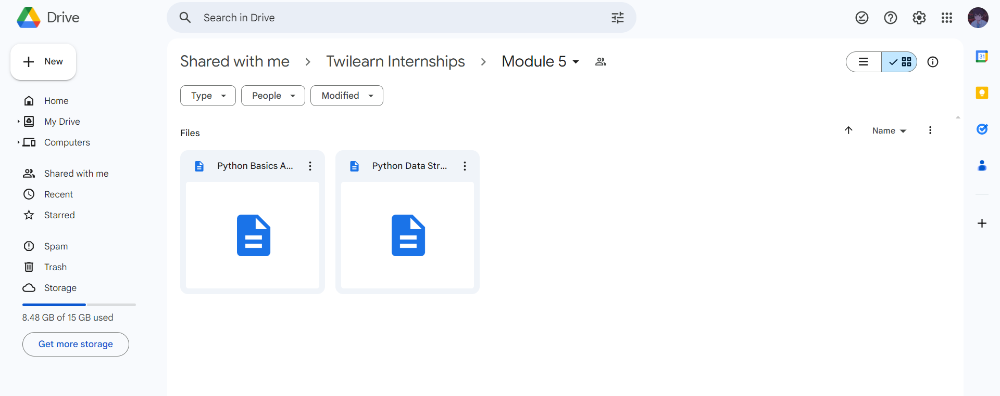 Drive
Search in Drive
New
Home
My Drive
Computers
Shared with me
Recent
Starred
Spam
Trash
Storage
8.48 GB of 15 GB used
Get more storage
Shared with me
Twilearn Internships
Module 5
Type
People
Modified
Files
Name
Python Basics A...
Python Data Str...
31